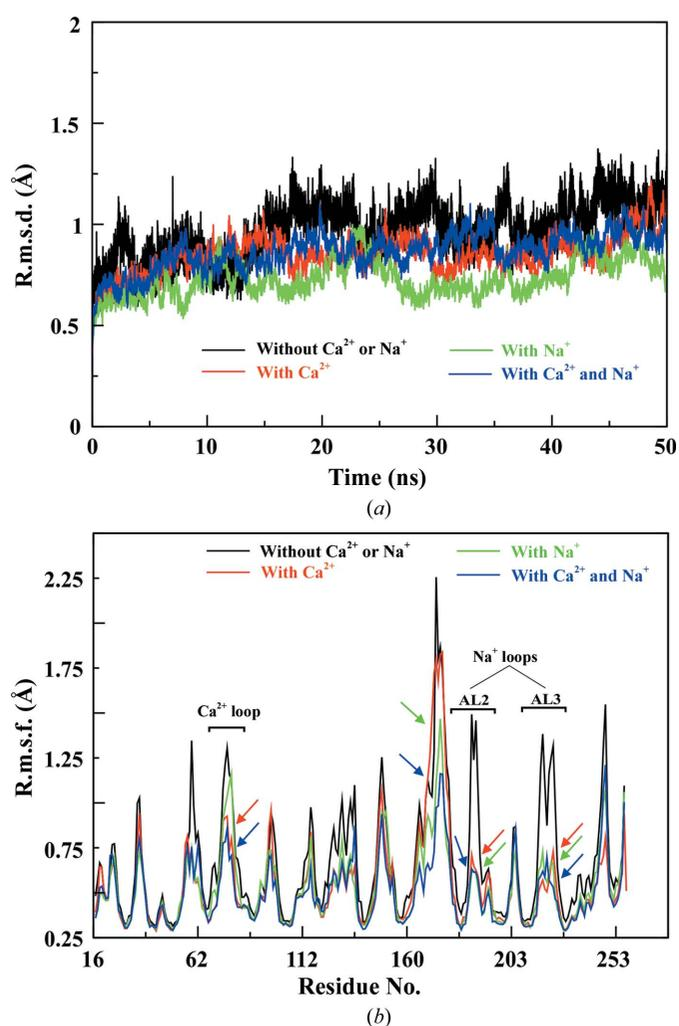 2
1.5
1
0.5
0
R.m.s.d. (Å)
Without Ca²⁺ or Na⁺
With Ca²⁺
With Na⁺
With Ca²⁺ and Na⁺
0 10 20 30 40 50
Time (ns)
(a)
Without Ca²⁺ or Na⁺
With Ca²⁺
With Na⁺
With Ca²⁺ and Na⁺
2.25
1.75
1.25
0.75
0.25
R.m.s.f. (Å)
Na⁺ loops
Ca²⁺ loop
AL2
AL3
16 62 112 160 203 253
Residue No.
(b)